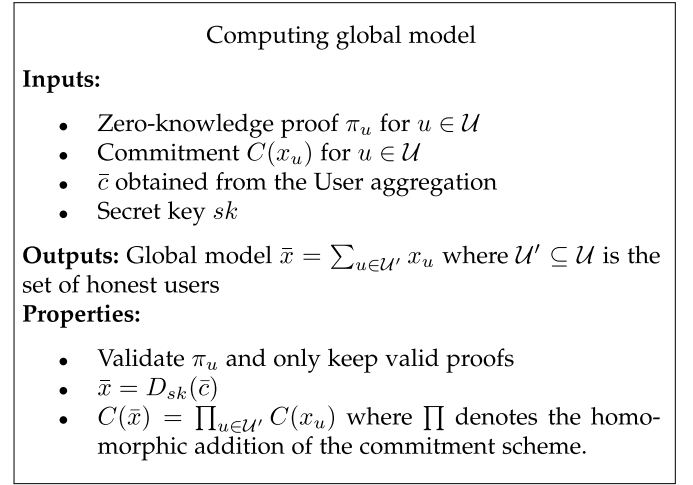 Computing global model
Inputs:
• Zero-knowledge proof π_u for u ∈ 𝒰
• Commitment C(x_u) for u ∈ 𝒰
• c̄ obtained from the User aggregation
• Secret key sk
Outputs: Global model x̄ = ∑_{u∈𝒰′} x_u where 𝒰′ ⊆ 𝒰 is the
set of honest users
Properties:
• Validate π_u and only keep valid proofs
• x̄ = D_{sk}(c̄)
• C(x̄) = ∏_{u∈𝒰′} C(x_u) where ∏ denotes the homo-
morphic addition of the commitment scheme.